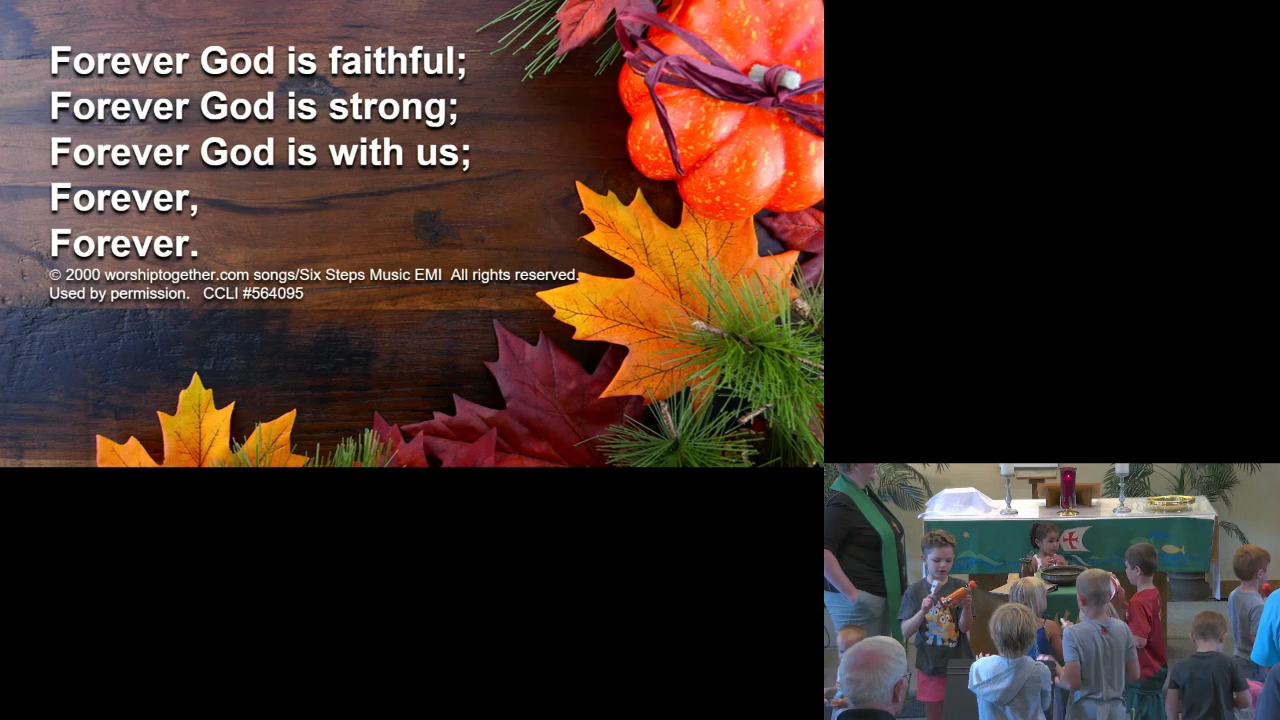 Forever God is faithful;
Forever God is strong;
Forever God is with us;
Forever,
Forever.
© 2000 worshiptogether.com songs/Six Steps Music EMI  All rights reserved.
Used by permission.   CCLI #564095